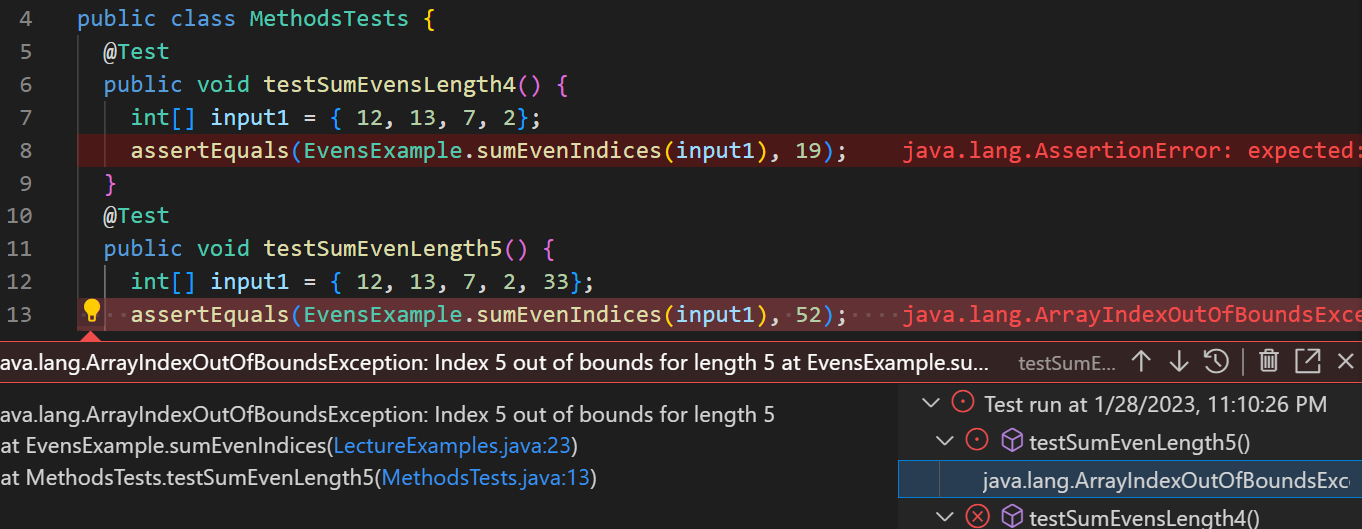 4 public class MethodsTests {
5 @Test
6 public void testSumEvensLength4() {
7 int[] input1 = { 12, 13, 7, 2};
8 assertEquals(EvensExample.sumEvenIndices(input1), 19); java.lang.AssertionError: expected:
9 }
10 @Test
11 public void testSumEvenLength5() {
12 int[] input1 = { 12, 13, 7, 2, 33};
13 assertEquals(EvensExample.sumEvenIndices(input1), 52); java.lang.ArrayIndexOutOfBoundsExce
ava.lang.ArrayIndexOutOfBoundsException: Index 5 out of bounds for length 5 at EvensExample.su... testSumE...
ava.lang.ArrayIndexOutOfBoundsException: Index 5 out of bounds for length 5
at EvensExample.sumEvenIndices(LectureExamples.java:23)
at MethodsTests.testSumEvenLength5(MethodsTests.java:13)
Test run at 1/28/2023, 11:10:26 PM
testSumEvenLength5()
java.lang.ArrayIndexOutOfBoundsExc
testSumEvensLength4()